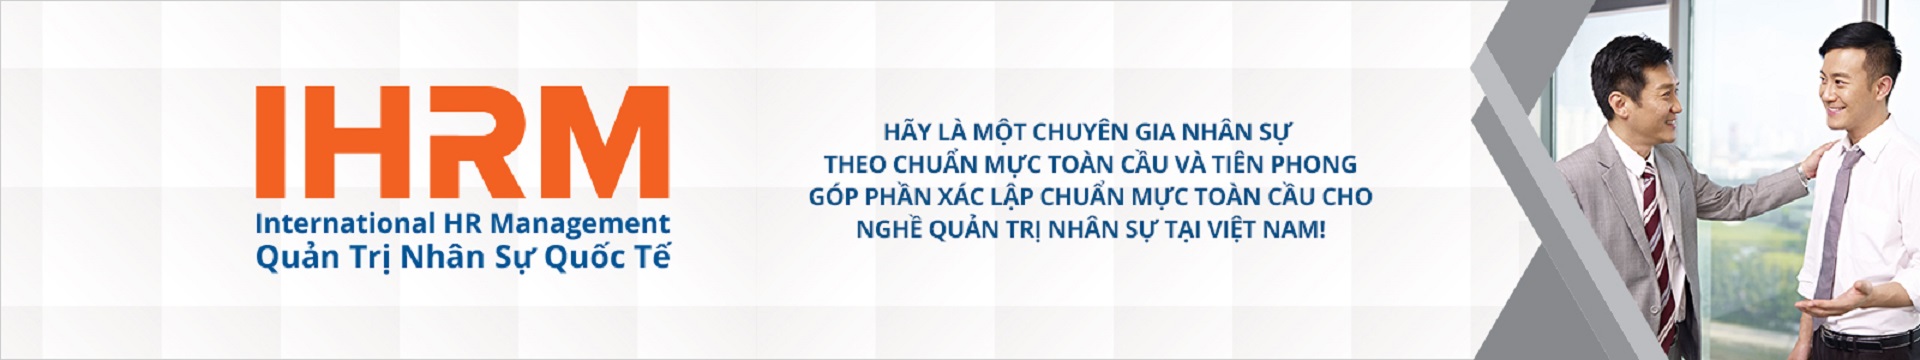 IHRM
International HR Management
Quản Trị Nhân Sự Quốc Tế
HÃY LÀ MỘT CHUYÊN GIA NHÂN SỰ
THEO CHUẨN MỰC TOÀN CẦU VÀ TIÊN PHONG
GÓP PHẦN XÁC LẬP CHUẨN MỰC TOÀN CẦU CHO
NGHỀ QUẢN TRỊ NHÂN SỰ TẠI VIỆT NAM!